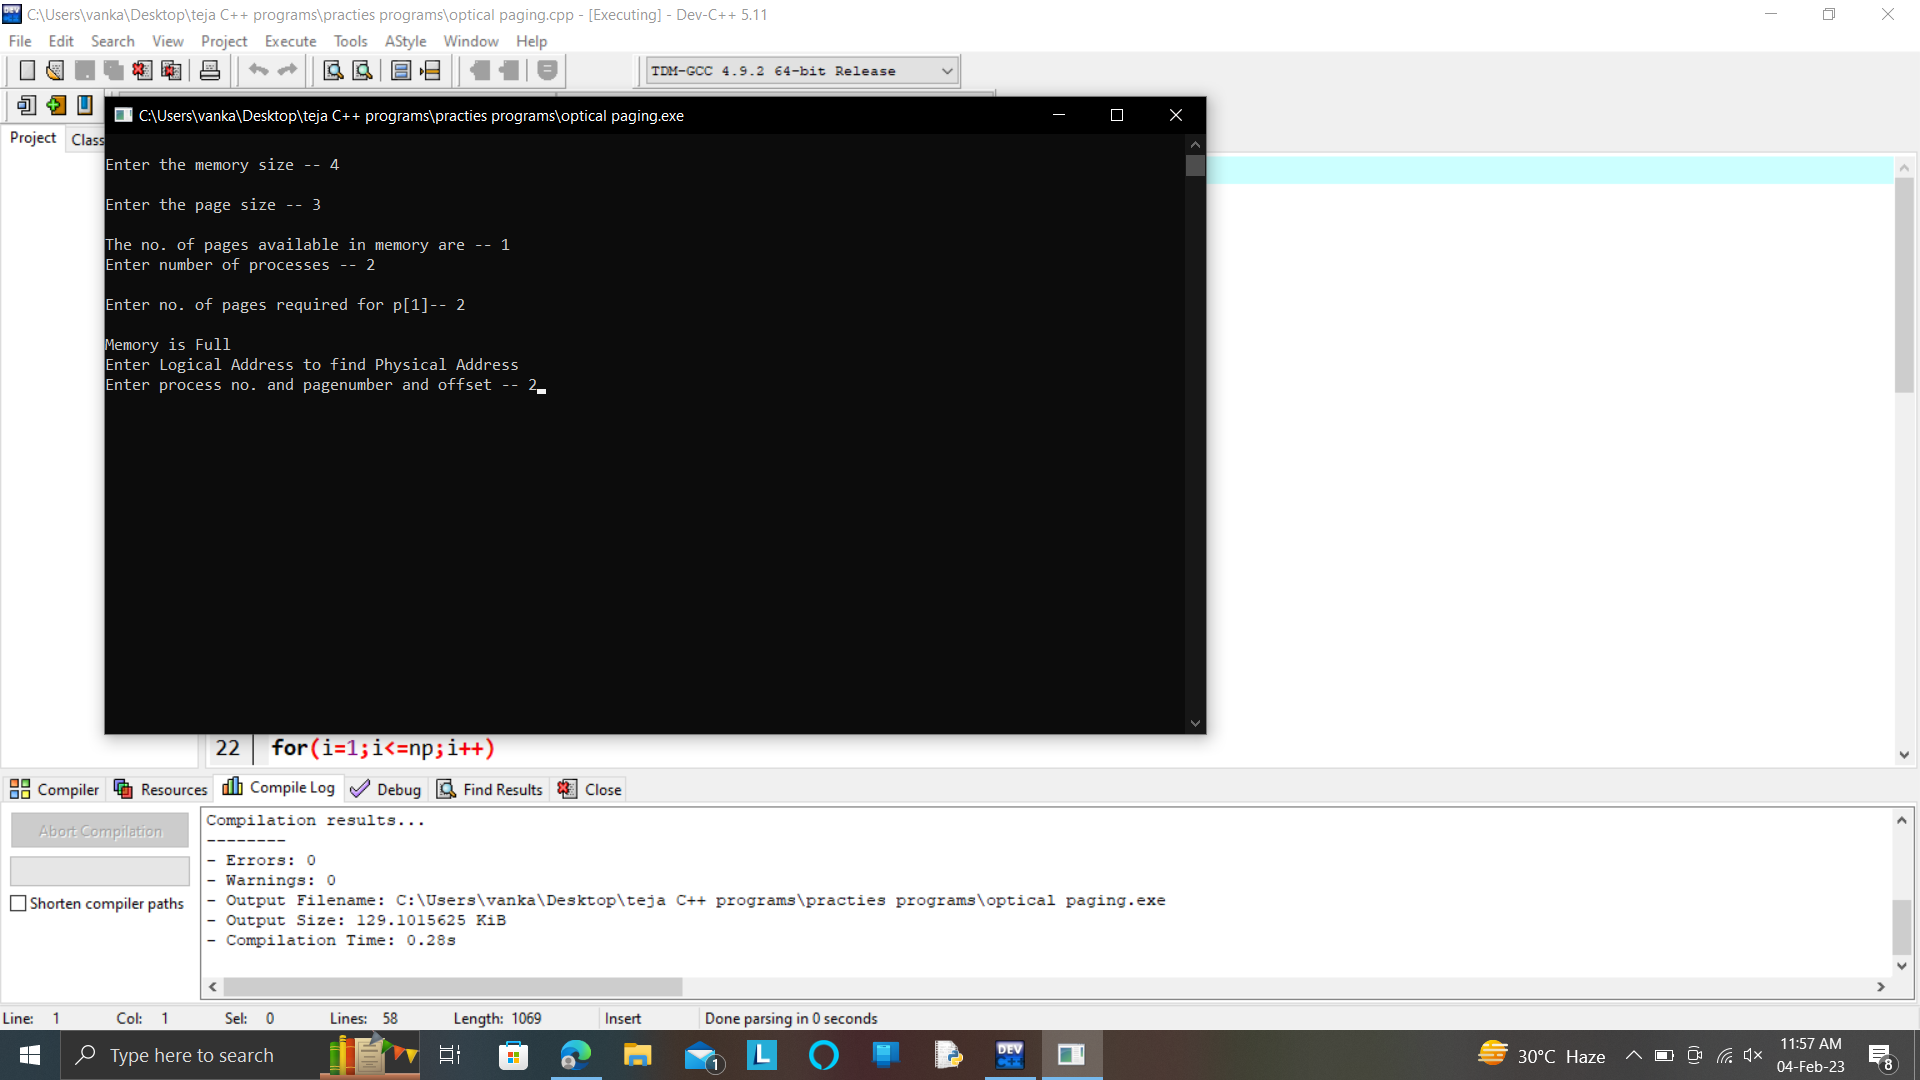 C:\Users\vanka\Desktop\teja C++ programs\practies programs\optical paging.cpp - [Executing] - Dev-C++ 5.11
File Edit Search View Project Execute Tools AStyle Window Help
TDM-GCC 4.9.2 64-bit Release
C:\Users\vanka\Desktop\teja C++ programs\practies programs\optical paging.exe
Project Class
Enter the memory size -- 4
Enter the page size -- 3
The no. of pages available in memory are -- 1
Enter number of processes -- 2
Enter no. of pages required for p[1]-- 2
Memory is Full
Enter Logical Address to find Physical Address
Enter process no. and pagenumber and offset -- 2
22 for(i=1;i<=np;i++)
Compiler Resources Compile Log Debug Find Results Close
Abort Compilation
Shorten compiler paths
Compilation results...
--------
- Errors: 0
- Warnings: 0
- Output Filename: C:\Users\vanka\Desktop\teja C++ programs\practies programs\optical paging.exe
- Output Size: 129.1015625 KiB
- Compilation Time: 0.28s
Line: 1 Col: 1 Sel: 0 Lines: 58 Length: 1069 Insert Done parsing in 0 seconds
Type here to search
1
L
DEV C++
30°C Haze
11:57 AM
04-Feb-23
8